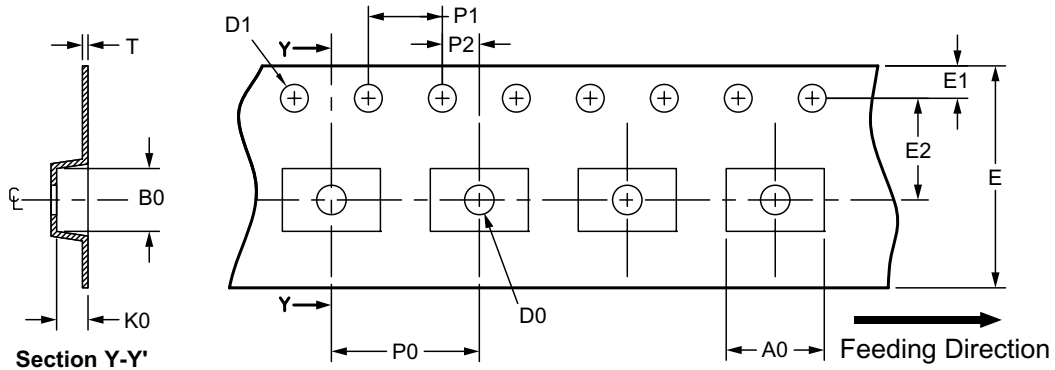 P1
D1
P2
T
Y
E1
E2
E
B0
℄
Y
D0
K0
P0
A0
Feeding Direction
Section Y-Y'